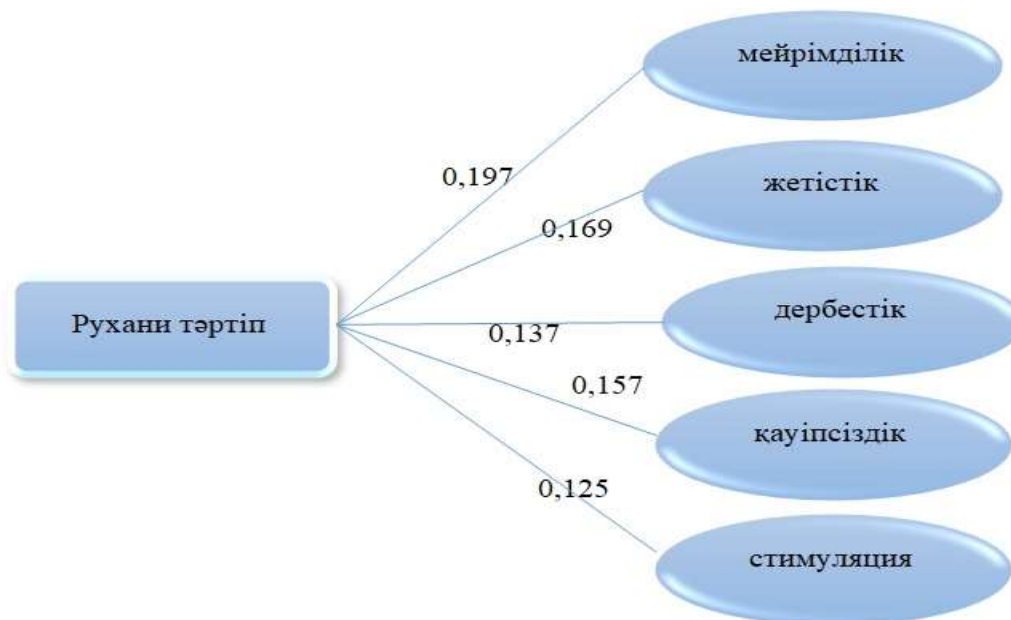 мейрімділік
0,197
жетістік
0,169
Рухани тәртіп
дербестік
0,137
0,157
қауіпсіздік
0,125
стимуляция